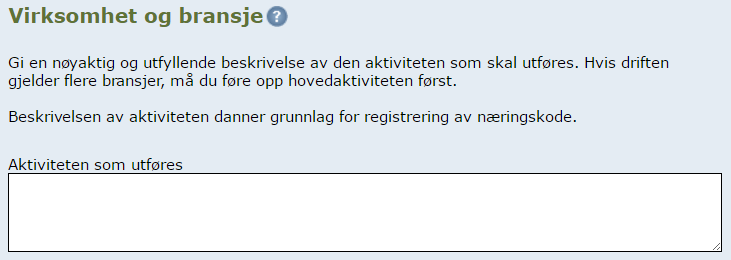 Virksomhet og bransje ?
Gi en nøyaktig og utfyllende beskrivelse av den aktiviteten som skal utføres. Hvis driften
gjelder flere bransjer, må du føre opp hovedaktiviteten først.
Beskrivelsen av aktiviteten danner grunnlag for registrering av næringskode.
Aktiviteten som utføres